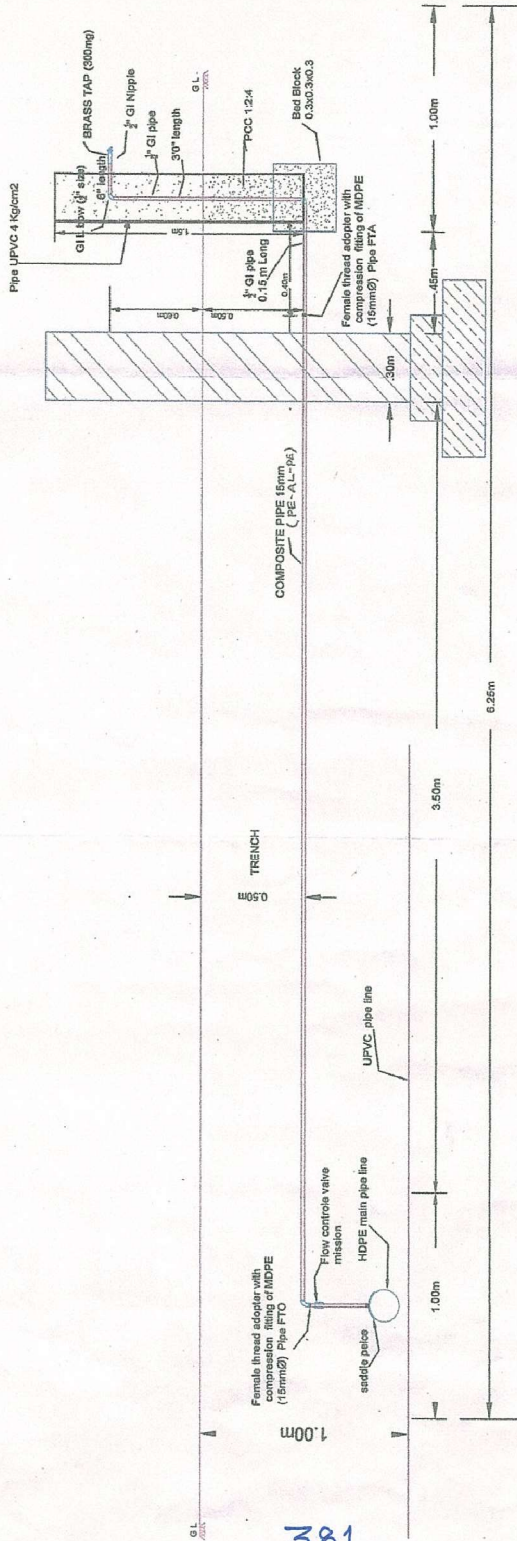 Pipe UPVC 4 Kg/cm2
GI Elbow (½" size)
6" length
BRASS TAP (300mg)
½" GI Nipple
½" GI pipe
3'0" length
PCC 1:2:4
G L
1.5m
0.60m
0.50m
0.40m
½" GI pipe
0.15 m Long
Bed Block
0.3x0.3x0.3
Female thread adopter with
compression fitting of MDPE
(15mmØ) Pipe FTA
.30m
.45m
1.00m
COMPOSITE PIPE 15mm
(PE-AL-PE)
TRENCH
0.50m
UPVC pipe line
3.50m
6.25m
Female thread adopter with
compression fitting of MDPE
(15mmØ) Pipe FTO
Flow controle valve
mission
HDPE main pipe line
saddle peice
1.00m
1.00m
G L
381